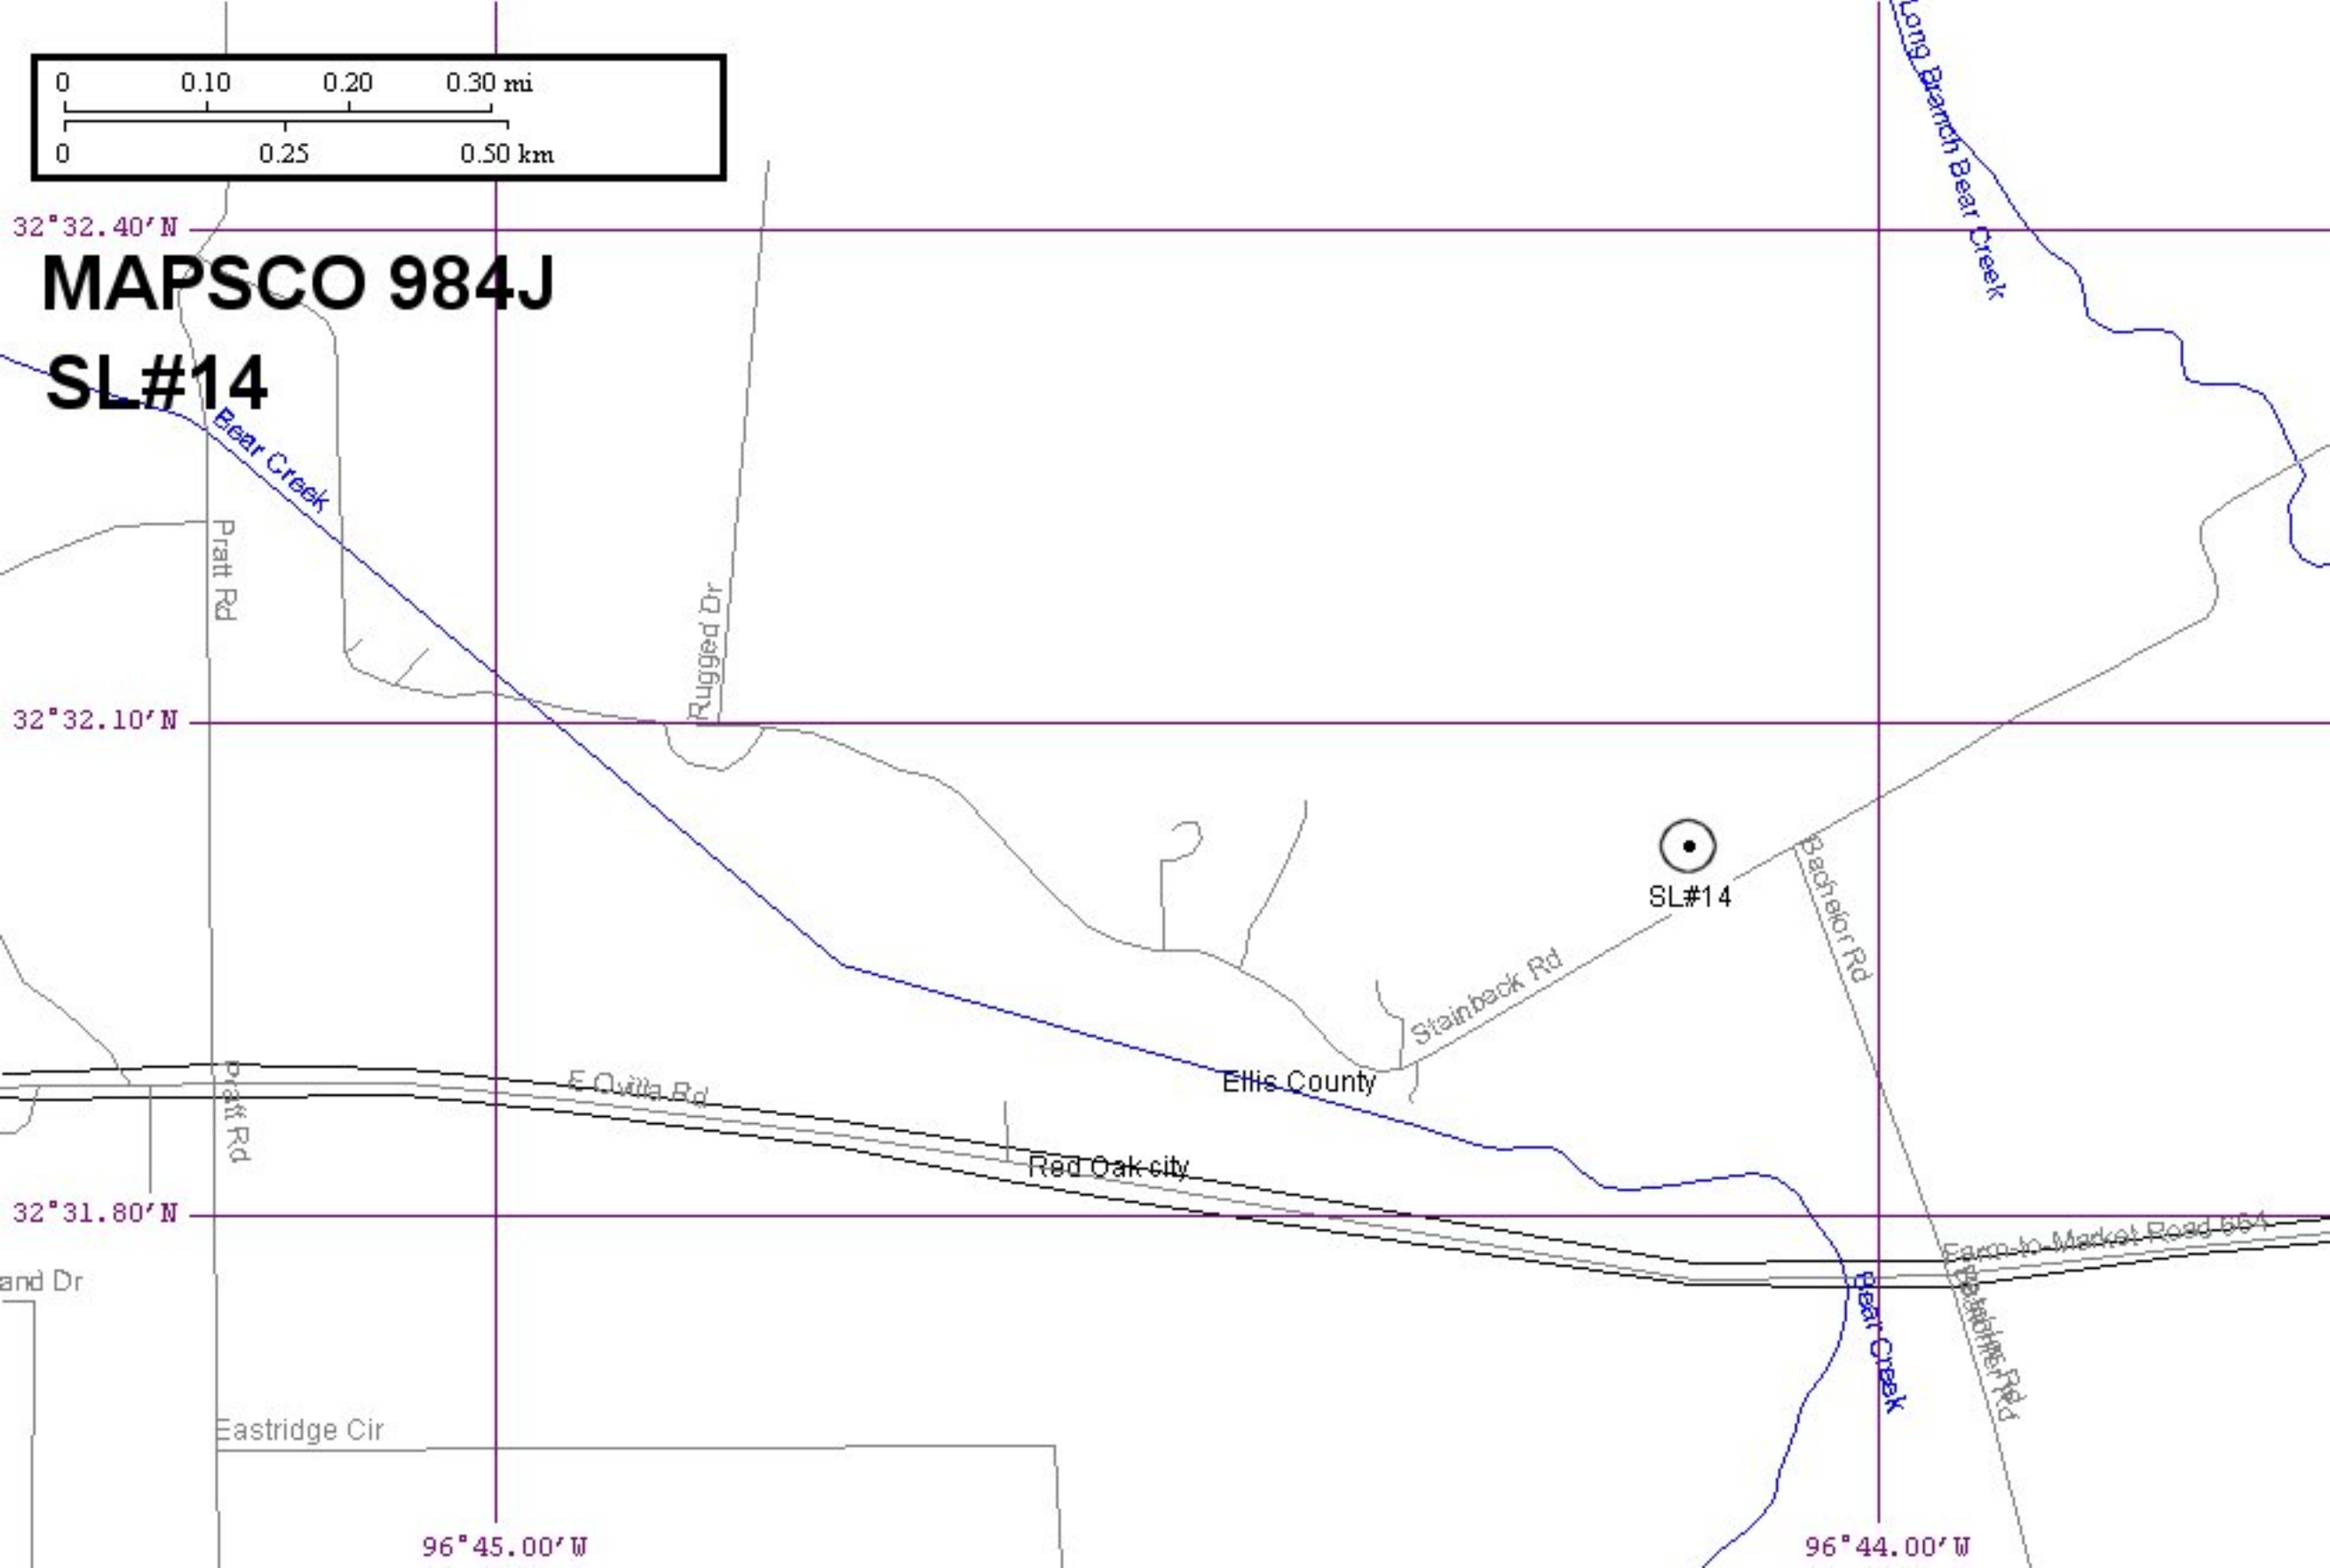 0 0.10 0.20 0.30 mi
0 0.25 0.50 km
Long Branch Bear Creek
32°32.40'N
MAPSCO 984J
SL#14
Bear Creek
Pratt Rd
Rugged Dr
32°32.10'N
Bachelor Rd
SL#14
Stainback Rd
Ellis County
E Ovilla Rd
Pratt Rd
Red Oak city
32°31.80'N
Farm-to-Market Road 664
and Dr
Bear Creek
Rd
Rd
Eastridge Cir
96°45.00'W 96°44.00'W